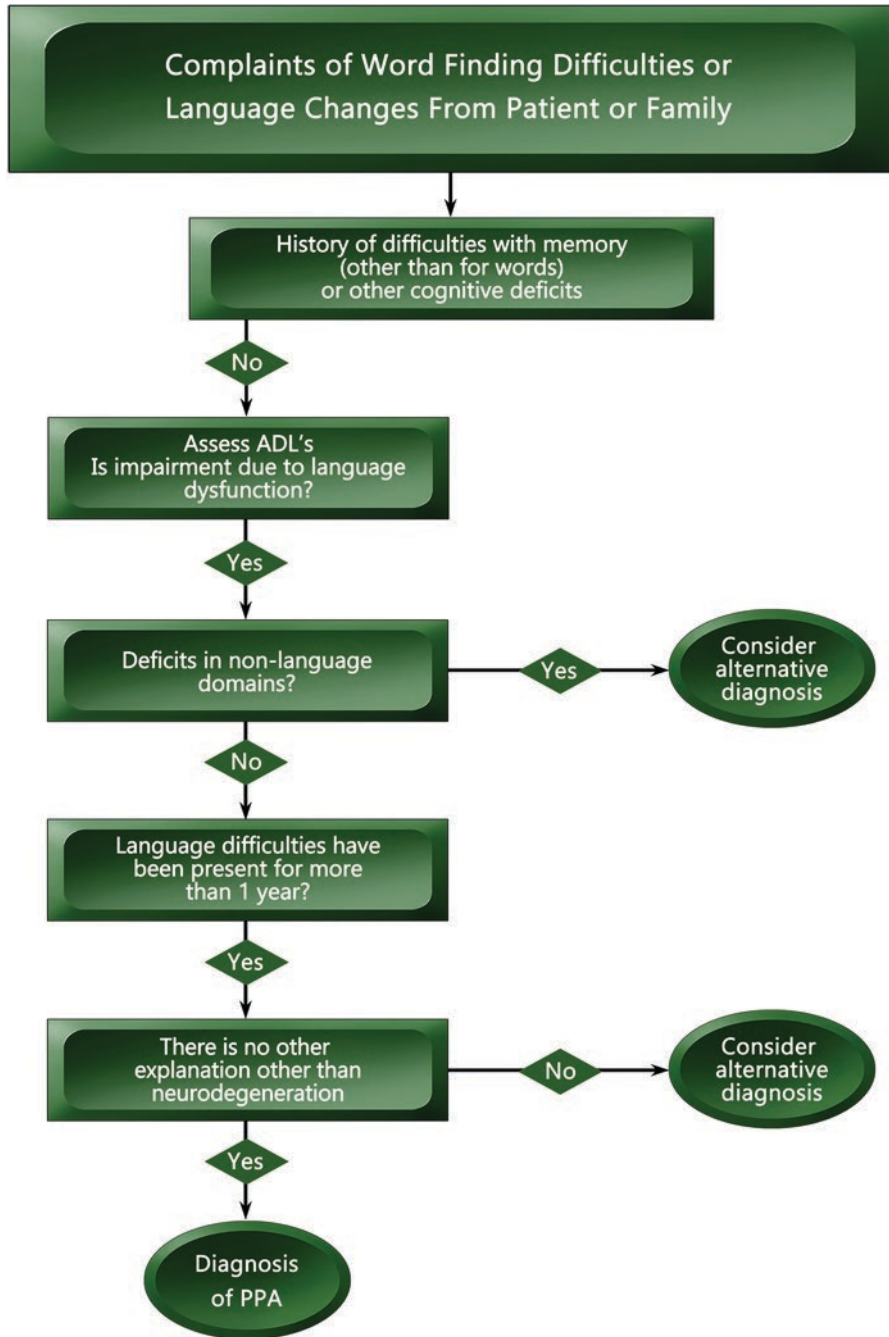 Complaints of Word Finding Difficulties or
Language Changes From Patient or Family
History of difficulties with memory
(other than for words)
or other cognitive deficits
No
Assess ADL's
Is impairment due to language
dysfunction?
Yes
Deficits in non-language
domains?
Yes
Consider
alternative
diagnosis
No
Language difficulties have
been present for more
than 1 year?
Yes
There is no other
explanation other than
neurodegeneration
No
Consider
alternative
diagnosis
Yes
Diagnosis
of PPA